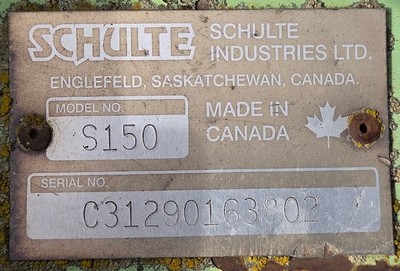 SCHULTE
SCHULTE
INDUSTRIES LTD.
ENGLEFELD, SASKATCHEWAN, CANADA.
MODEL NO.
S150
MADE IN
CANADA
SERIAL NO.
C31290163802